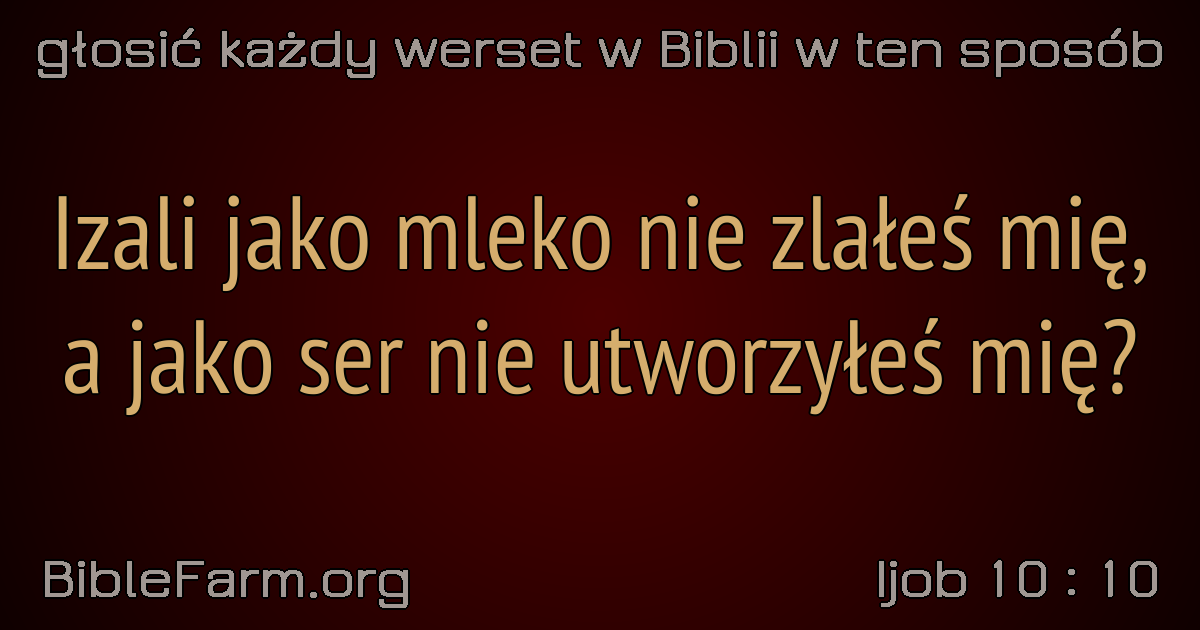 głosić każdy werset w Biblii w ten sposób
Izali jako mleko nie zlałeś mię,
a jako ser nie utworzyłeś mię?
BibleFarm.org
Ijob 10 : 10